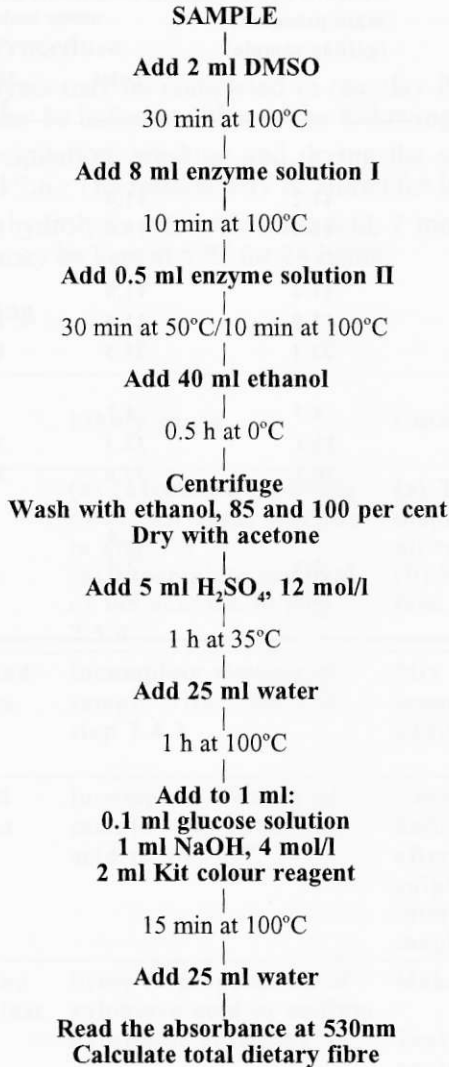 SAMPLE
Add 2 ml DMSO
30 min at 100°C
Add 8 ml enzyme solution I
10 min at 100°C
Add 0.5 ml enzyme solution II
30 min at 50°C/10 min at 100°C
Add 40 ml ethanol
0.5 h at 0°C
Centrifuge
Wash with ethanol, 85 and 100 per cent
Dry with acetone
Add 5 ml H₂SO₄, 12 mol/l
1 h at 35°C
Add 25 ml water
1 h at 100°C
Add to 1 ml:
0.1 ml glucose solution
1 ml NaOH, 4 mol/l
2 ml Kit colour reagent
15 min at 100°C
Add 25 ml water
Read the absorbance at 530nm
Calculate total dietary fibre